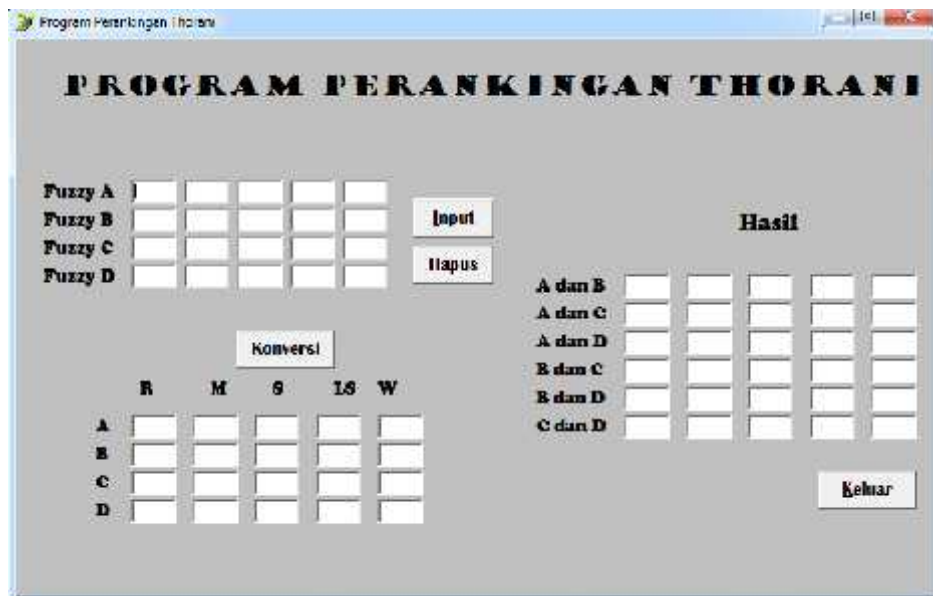 Program Perankingan Thorani
PROGRAM PERANKINGAN THORANI
Fuzzy A
Fuzzy B
Fuzzy C
Fuzzy D
Input
Hapus
Hasil
A dan B
A dan C
A dan D
B dan C
B dan D
C dan D
Konversi
R M S LS W
A
B
C
D
Keluar